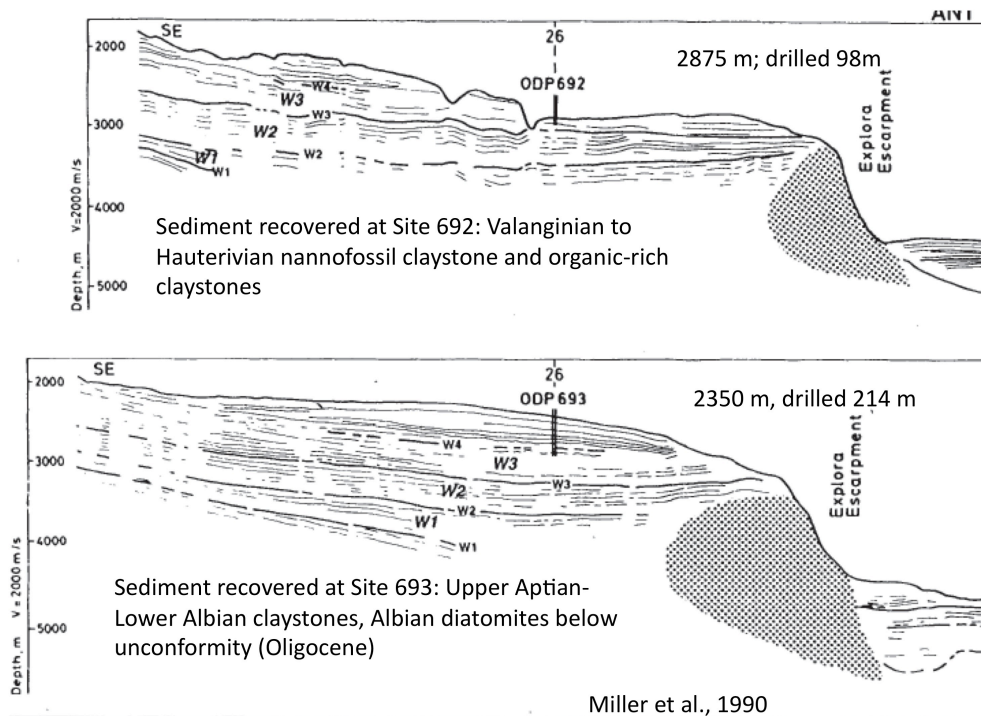 ANT
SE
26
ODP 692
2875 m; drilled 98m
2000
W4
W3
W3
W2
3000
W2
W1
W1
Explora
Escarpment
4000
5000
Depth, m V=2000 m/s
Sediment recovered at Site 692: Valanginian to
Hauterivian nannofossil claystone and organic-rich
claystones
SE
26
ODP 693
2350 m, drilled 214 m
2000
W4
W3
3000
W3
W2
W2
W1
W1
Explora
Escarpment
4000
5000
Depth, m V = 2000 m/s
Sediment recovered at Site 693: Upper Aptian-
Lower Albian claystones, Albian diatomites below
unconformity (Oligocene)
Miller et al., 1990